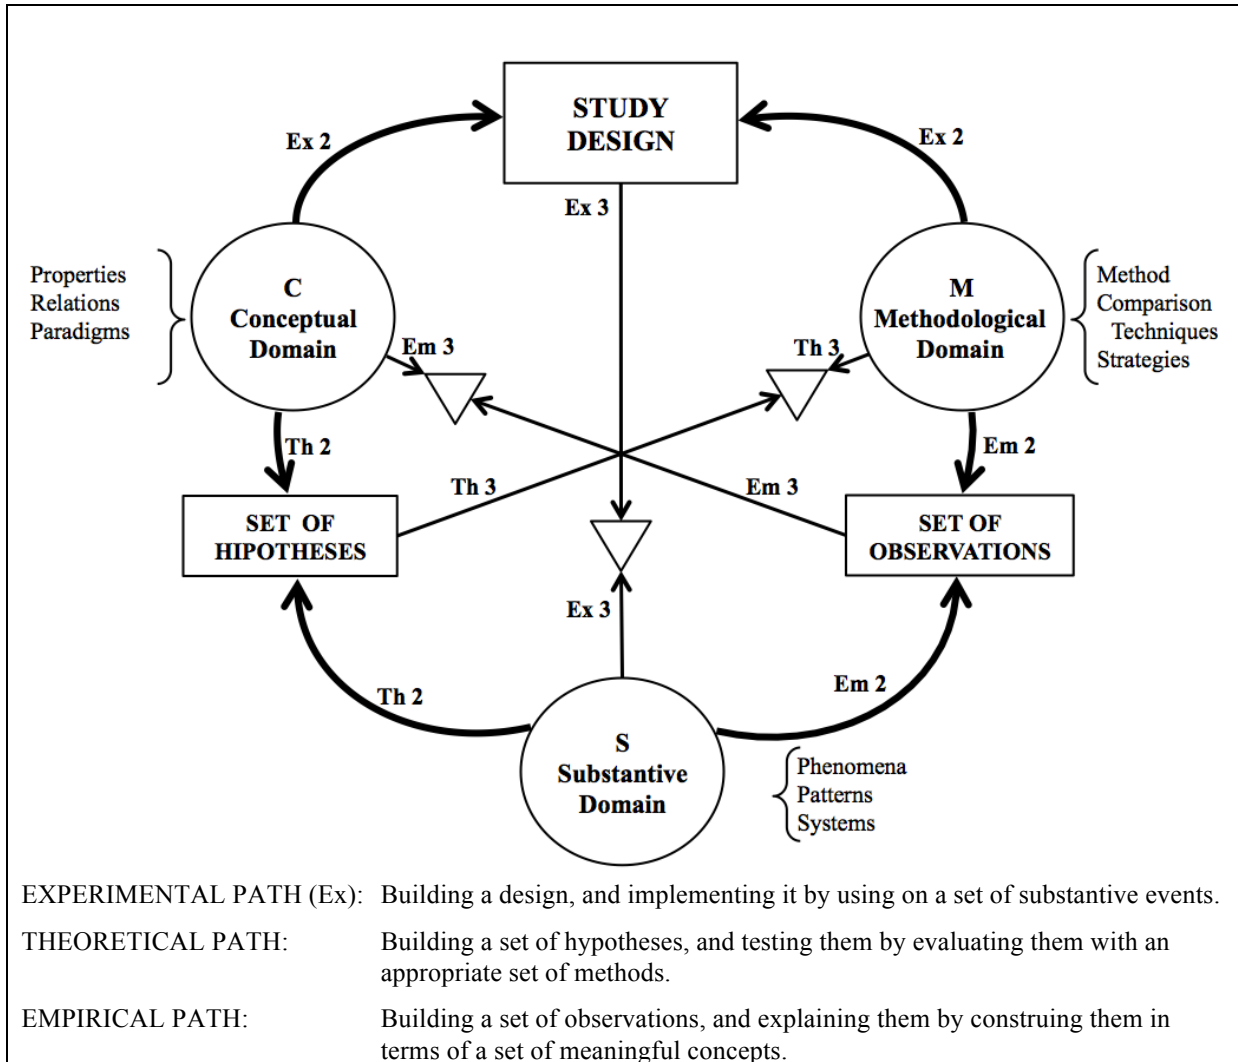 STUDY
DESIGN
Ex 2
Ex 2
Ex 3
Properties
Relations
Paradigms
C
Conceptual
Domain
M
Methodological
Domain
Method
Comparison
Techniques
Strategies
Em 3
Th 3
Th 2
Em 2
Th 3
Em 3
SET OF
HIPOTHESES
SET OF
OBSERVATIONS
Ex 3
Th 2
Em 2
S
Substantive
Domain
Phenomena
Patterns
Systems
EXPERIMENTAL PATH (Ex): Building a design, and implementing it by using on a set of substantive events.
THEORETICAL PATH: Building a set of hypotheses, and testing them by evaluating them with an
appropriate set of methods.
EMPIRICAL PATH: Building a set of observations, and explaining them by construing them in
terms of a set of meaningful concepts.